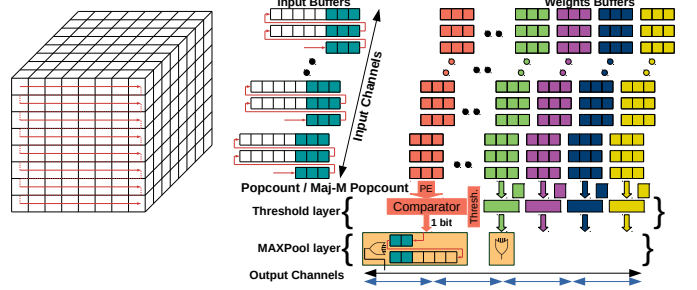 Input Buffers
Weights Buffers
Input Channels
Popcount / Maj-M Popcount
PE
Threshold layer
Comparator
Thresh.
1 bit
MAXPool layer
Output Channels